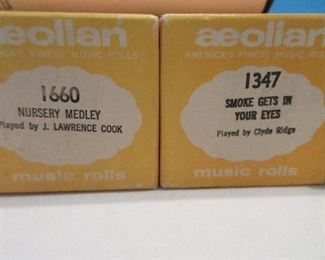 aeolian
ICA'S FINEST MUSIC ROLLS
1660
NURSERY MEDLEY
Played by J. LAWRENCE COOK
music rolls
aeolian
AMERICA'S FINEST MUSIC ROLLS
1347
SMOKE GETS IN
YOUR EYES
Played by Clyde Ridge
music rolls